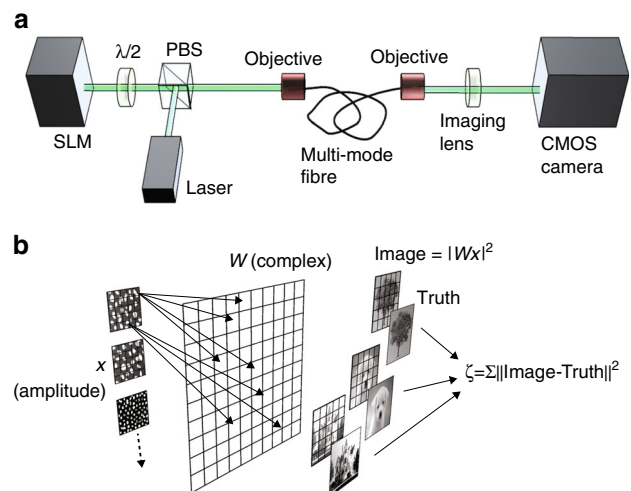 a
λ/2
PBS
Objective
Objective
SLM
Laser
Multi-mode
fibre
Imaging
lens
CMOS
camera
b
W (complex)
Image = |Wx|²
Truth
x
(amplitude)
ζ=Σ||Image-Truth||²